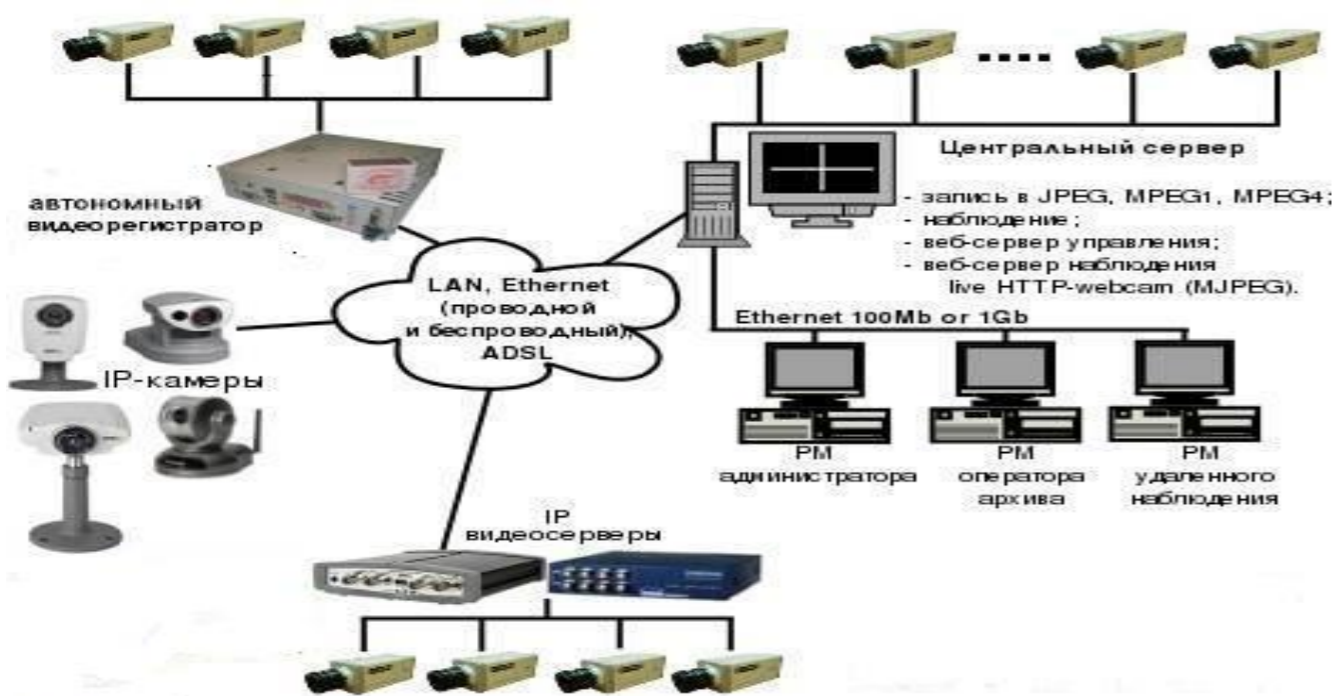 Центральный сервер
- запись в JPEG, MPEG1, MPEG4;
- наблюдение;
- веб-сервер управления;
- веб-сервер наблюдения
live HTTP-webcam (MJPEG).
автономный
видеорегистратор
LAN, Ethernet
(проводной
и беспроводный),
ADSL
Ethernet 100Mb or 1Gb
IP-камеры
РМ
администратора
РМ
оператора
архива
РМ
удаленного
наблюдения
IP
видеосерверы